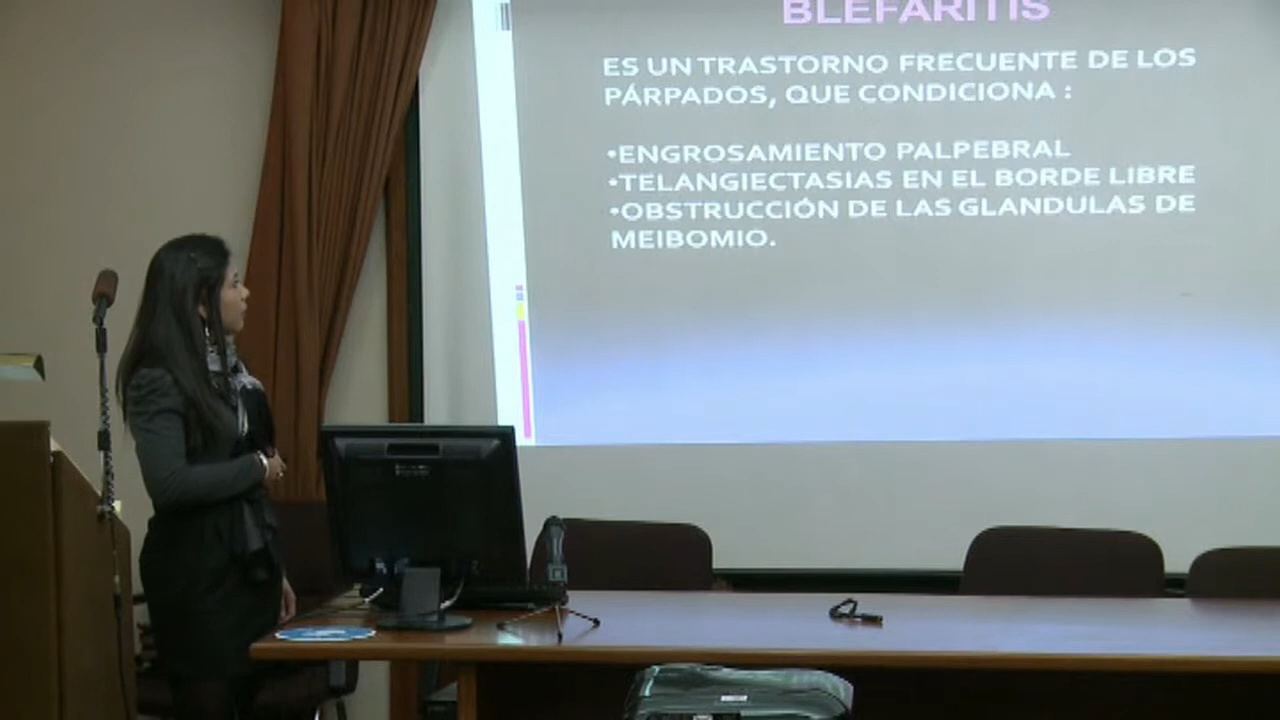 BLEFARITIS
ES UN TRASTORNO FRECUENTE DE LOS
PÁRPADOS, QUE CONDICIONA :
•ENGROSAMIENTO PALPEBRAL
•TELANGIECTASIAS EN EL BORDE LIBRE
•OBSTRUCCIÓN DE LAS GLANDULAS DE
MEIBOMIO.